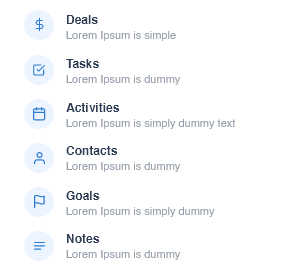 Deals
Lorem Ipsum is simple
Tasks
Lorem Ipsum is dummy
Activities
Lorem Ipsum is simply dummy text
Contacts
Lorem Ipsum is dummy
Goals
Lorem Ipsum is simply dummy
Notes
Lorem Ipsum is dummy